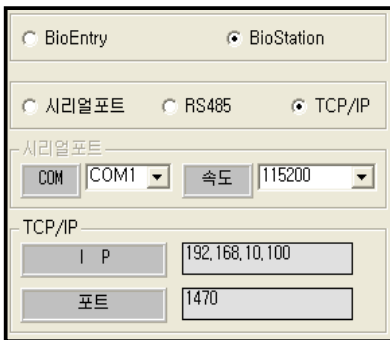 BioEntry BioStation
시리얼포트 RS485 TCP/IP
시리얼포트
COM COM1 속도 115200
TCP/IP
I P 192,168,10,100
포트 1470